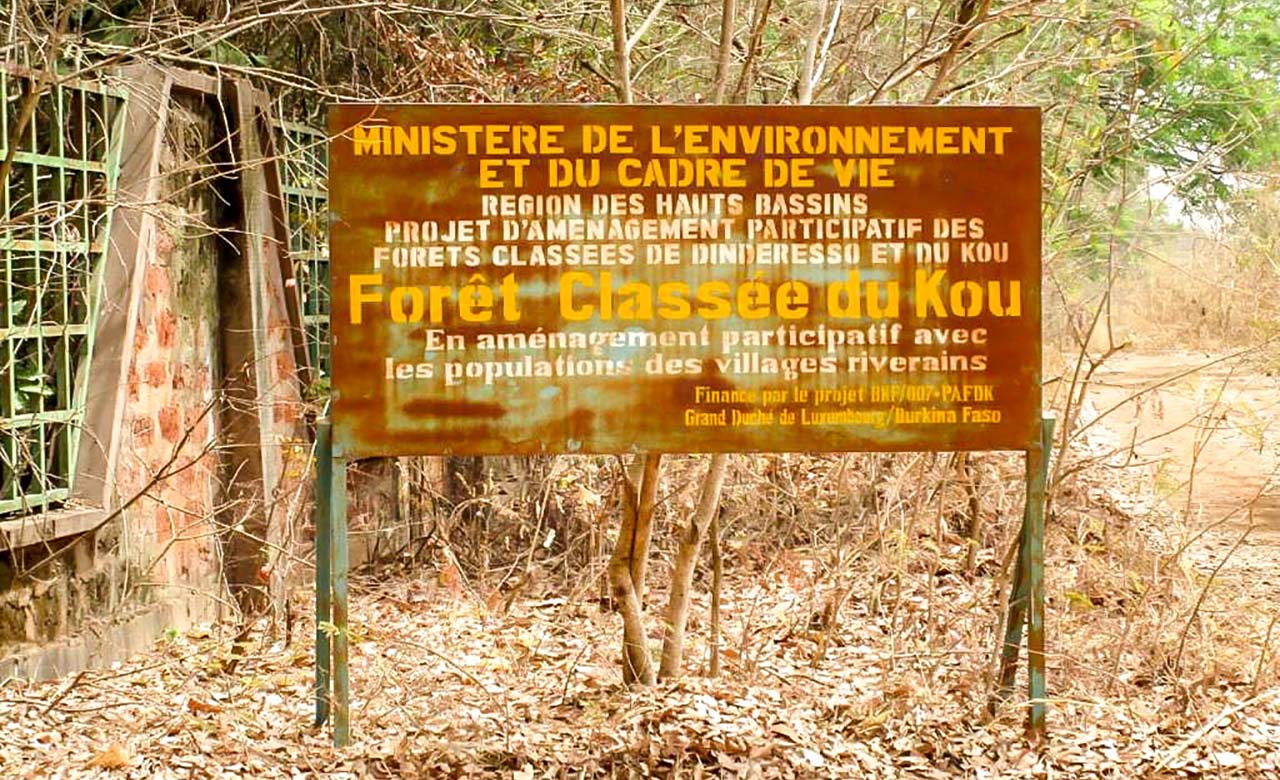 MINISTERE DE L'ENVIRONNEMENT
ET DU CADRE DE VIE
REGION DES HAUTS BASSINS
PROJET D'AMENAGEMENT PARTICIPATIF DES
FORETS CLASSEES DE DINDERESSO ET DU KOU
Forêt Classée du Kou
En aménagement participatif avec
les populations des villages riverains
Finance par le projet BKF/007•PAFDK
Grand Duché de Luxembourg/Burkina Faso